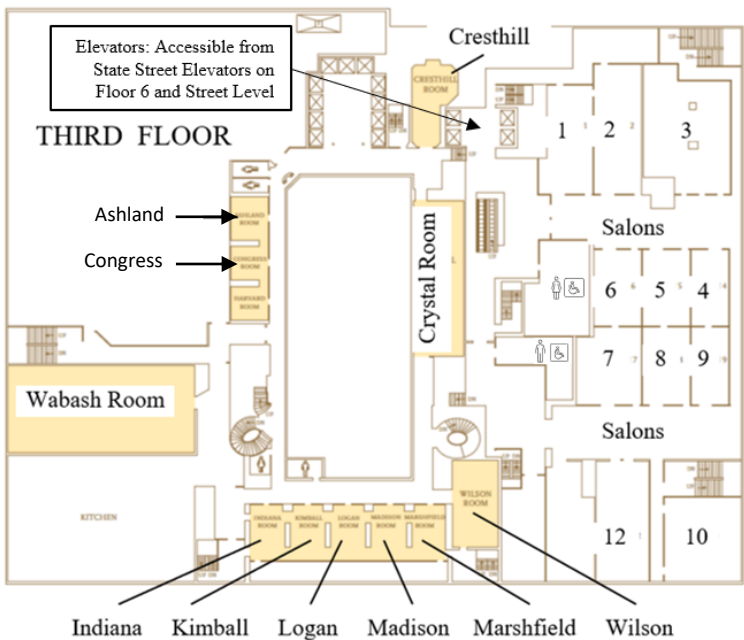 Cresthill
Elevators: Accessible from
State Street Elevators on
Floor 6 and Street Level
CRESTHILL
ROOM
THIRD FLOOR
1
2
3
Ashland
ASHLAND
ROOM
Congress
CONGRESS
ROOM
HARVARD
ROOM
Crystal Room
Salons
6
5
4
7
8
9
Salons
Wabash Room
KITCHEN
WILSON
ROOM
INDIANA
ROOM
KIMBALL
ROOM
LOGAN
ROOM
MADISON
ROOM
MARSHFIELD
ROOM
12
10
Indiana
Kimball
Logan
Madison
Marshfield
Wilson